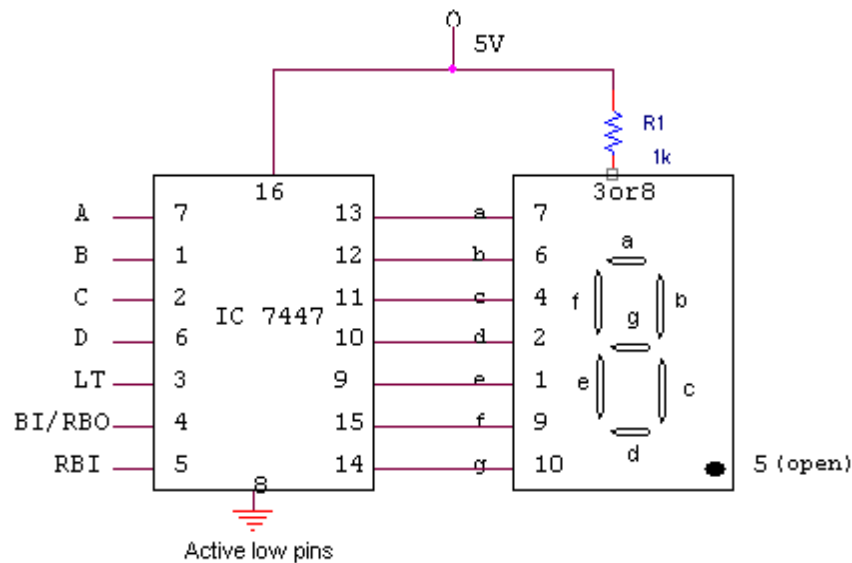 5V
R1
1k
16
3or8
A 7 13 a 7
B 1 12 b 6
C 2 11 c 4
IC 7447
D 6 10 d 2
LT 3 9 e 1
BI/RBO 4 15 f 9
RBI 5 14 g 10
8
a
f b
g
e c
d
5 (open)
Active low pins